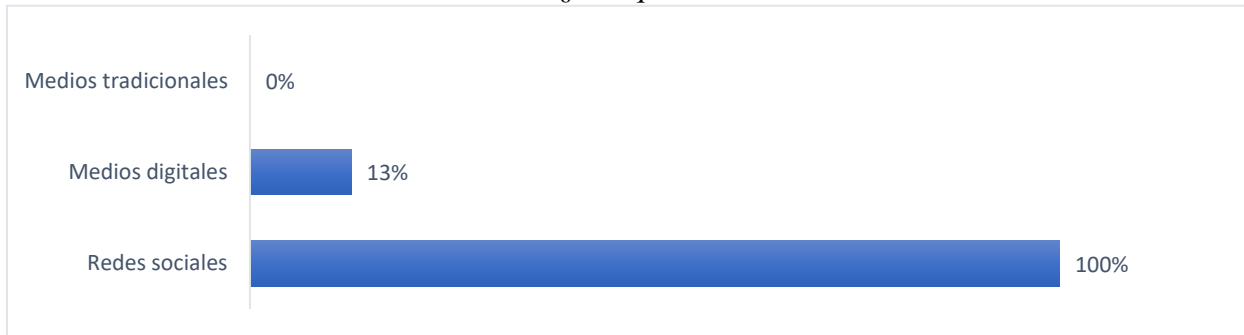 Medios tradicionales 0%
Medios digitales 13%
Redes sociales 100%